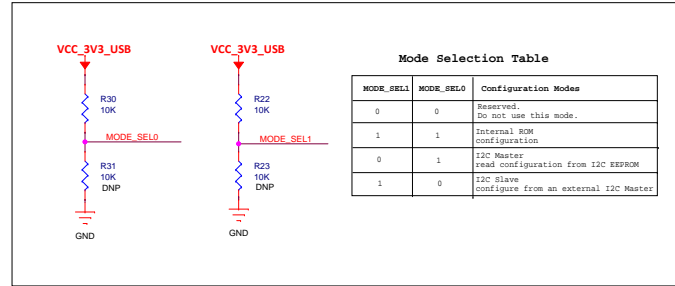 VCC_3V3_USB
R30
10K
MODE_SEL0
R31
10K
DNP
GND
VCC_3V3_USB
R22
10K
MODE_SEL1
R23
10K
DNP
GND
Mode Selection Table
MODE_SEL1 MODE_SEL0 Configuration Modes
0 0 Reserved.
Do not use this mode.
1 1 Internal ROM
configuration
0 1 I2C Master
read configuration from I2C EEPROM
1 0 I2C Slave
configure from an external I2C Master